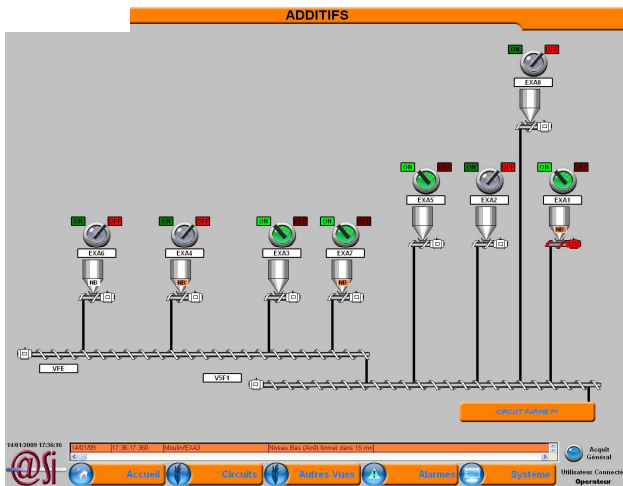 ADDITIFS
ON OFF
EXA8
ON OFF ON OFF ON OFF
EXA5 EXA2 EXA1
NB
ON OFF ON OFF ON OFF ON OFF
EXA6 EXA4 EXA3 EXA7
NB NB NB
VFE
VSF1
CIRCUIT FARINE P1
14/01/2009 17:36:16
14/01/09 17:36:17:360 Moulin/EXA3 Niveau Bas (Arrêt formel dans 15 mn)
Acquit
Général
@Si
Accueil Circuits Autres Vues Alarmes Système
Utilisateur Connecté
Operateur